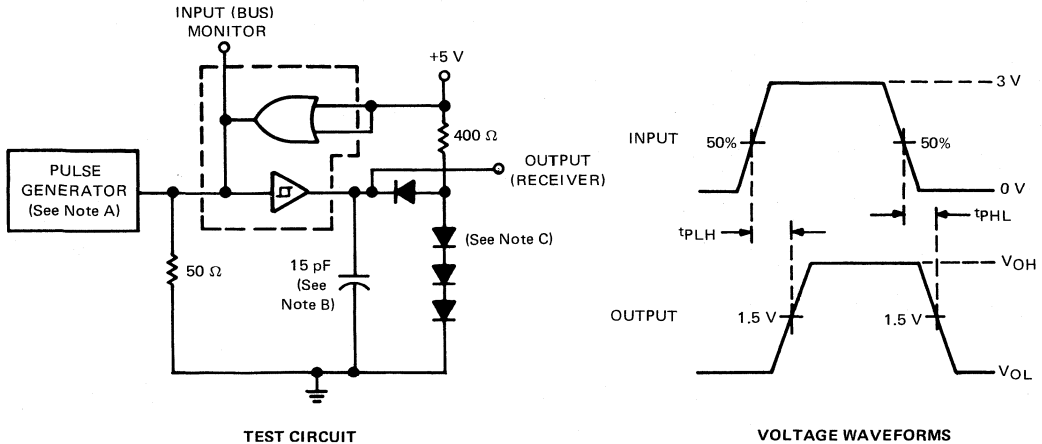 INPUT (BUS)
MONITOR
+5 V
400 Ω
OUTPUT
(RECEIVER)
PULSE
GENERATOR
(See Note A)
50 Ω
15 pF
(See
Note B)
(See Note C)
TEST CIRCUIT
3 V
INPUT
50%
50%
0 V
tPLH
tPHL
VOH
OUTPUT
1.5 V
1.5 V
VOL
VOLTAGE WAVEFORMS